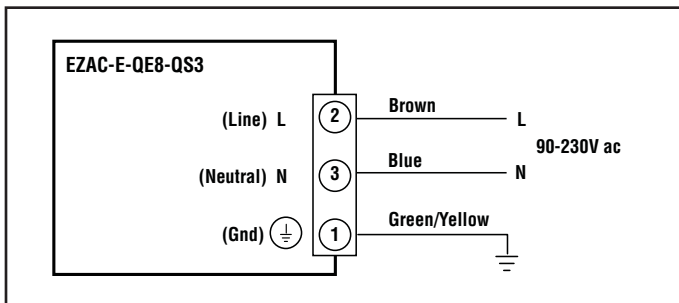 EZAC-E-QE8-QS3
(Line) L 2 Brown L
90-230V ac
(Neutral) N 3 Blue N
(Gnd) 1 Green/Yellow